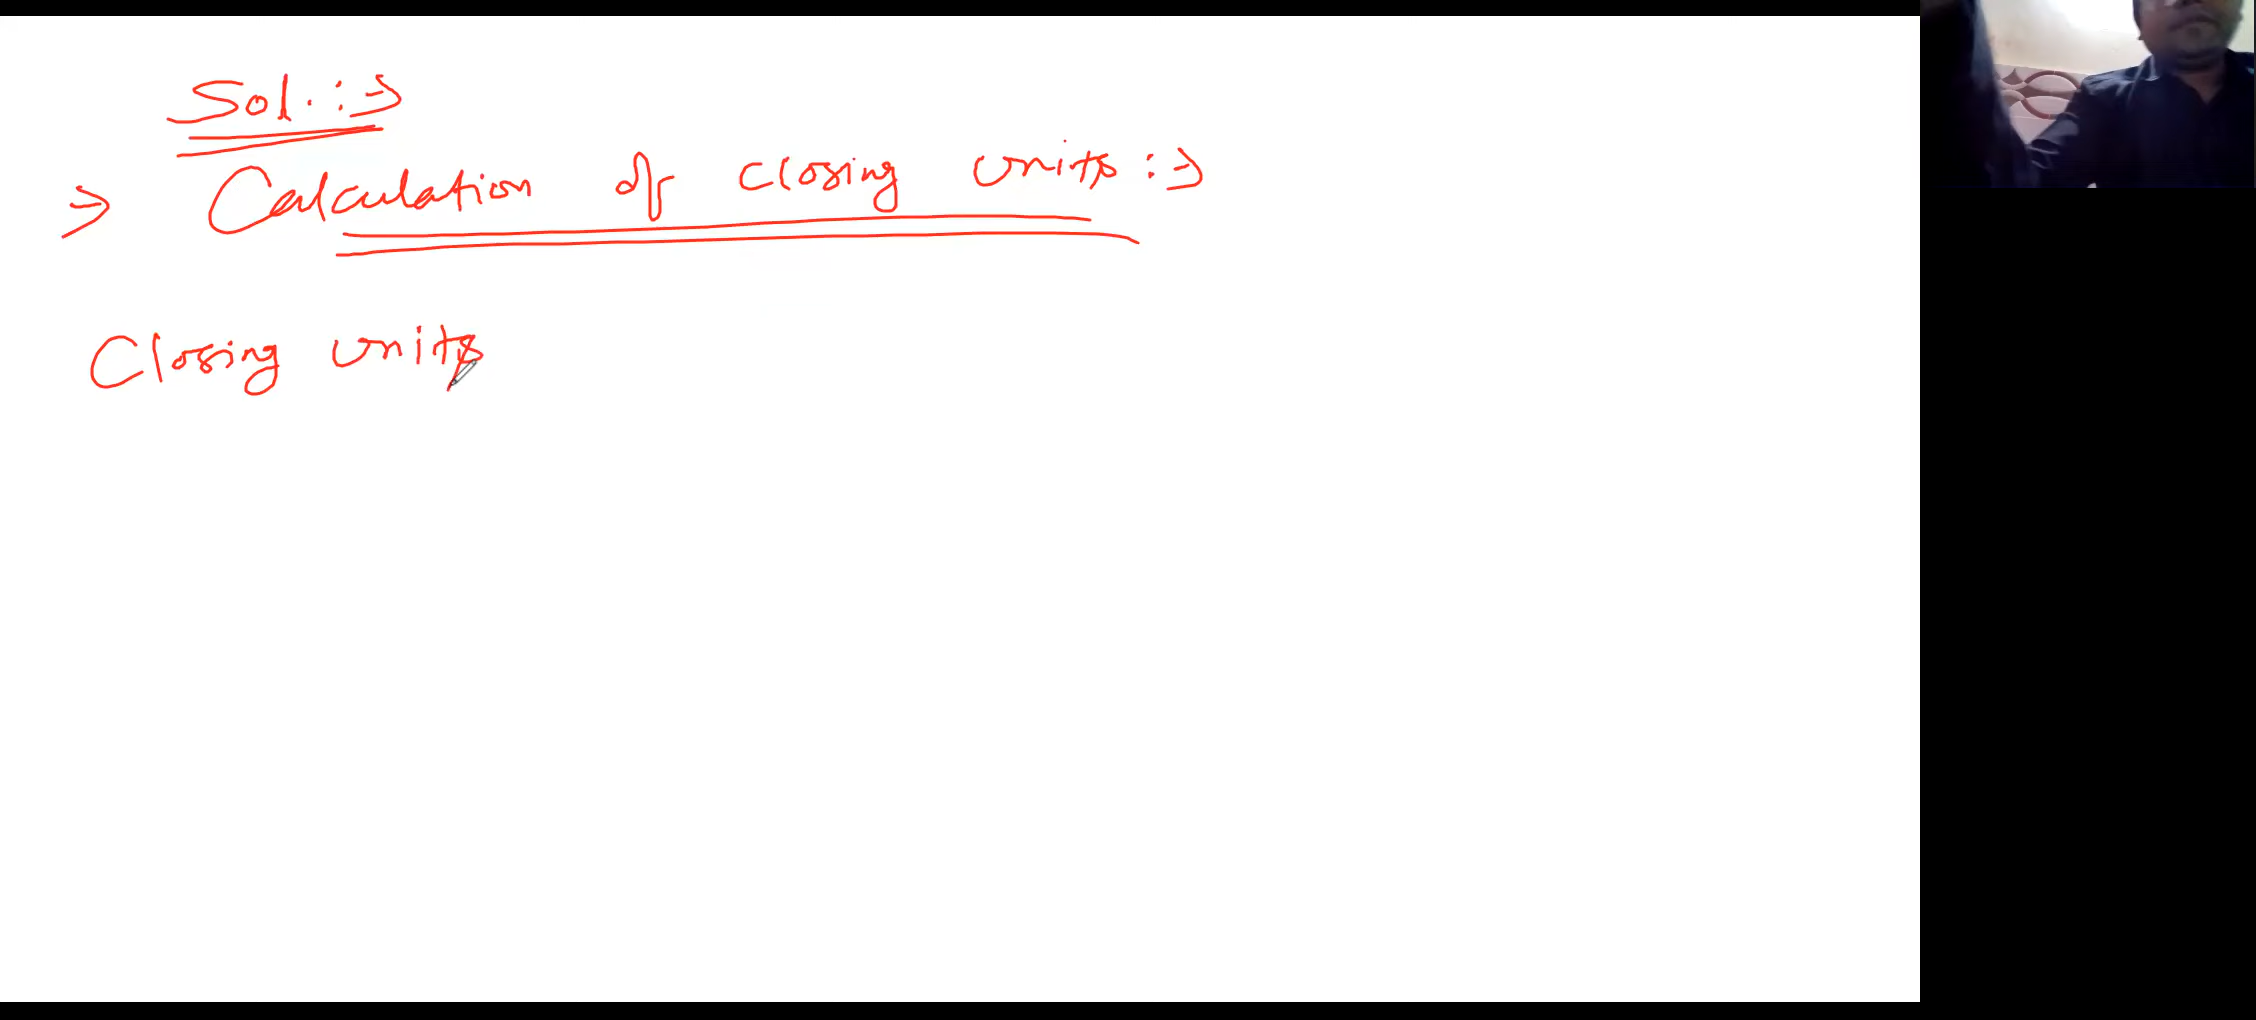 Sol. :→
⇒ Calculation of closing units :→
Closing units